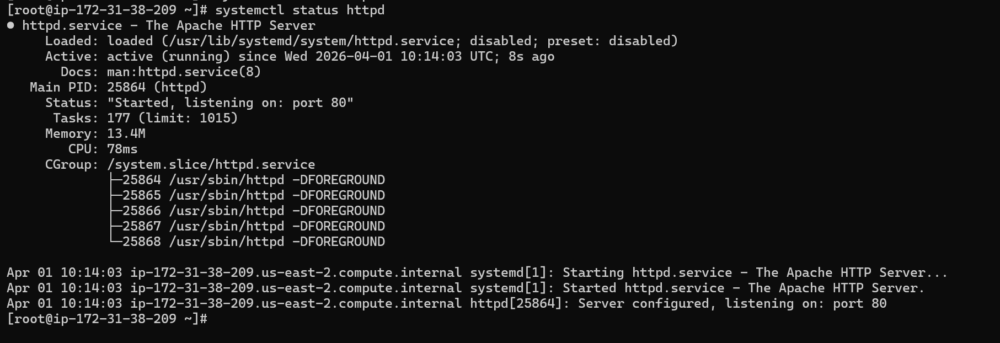 [root@ip-172-31-38-209 ~]# systemctl status httpd
● httpd.service - The Apache HTTP Server
     Loaded: loaded (/usr/lib/systemd/system/httpd.service; disabled; preset: disabled)
     Active: active (running) since Wed 2026-04-01 10:14:03 UTC; 8s ago
       Docs: man:httpd.service(8)
   Main PID: 25864 (httpd)
     Status: "Started, listening on: port 80"
      Tasks: 177 (limit: 1015)
     Memory: 13.4M
        CPU: 78ms
     CGroup: /system.slice/httpd.service
             ├─25864 /usr/sbin/httpd -DFOREGROUND
             ├─25865 /usr/sbin/httpd -DFOREGROUND
             ├─25866 /usr/sbin/httpd -DFOREGROUND
             ├─25867 /usr/sbin/httpd -DFOREGROUND
             └─25868 /usr/sbin/httpd -DFOREGROUND

Apr 01 10:14:03 ip-172-31-38-209.us-east-2.compute.internal systemd[1]: Starting httpd.service - The Apache HTTP Server...
Apr 01 10:14:03 ip-172-31-38-209.us-east-2.compute.internal systemd[1]: Started httpd.service - The Apache HTTP Server.
Apr 01 10:14:03 ip-172-31-38-209.us-east-2.compute.internal httpd[25864]: Server configured, listening on: port 80
[root@ip-172-31-38-209 ~]#